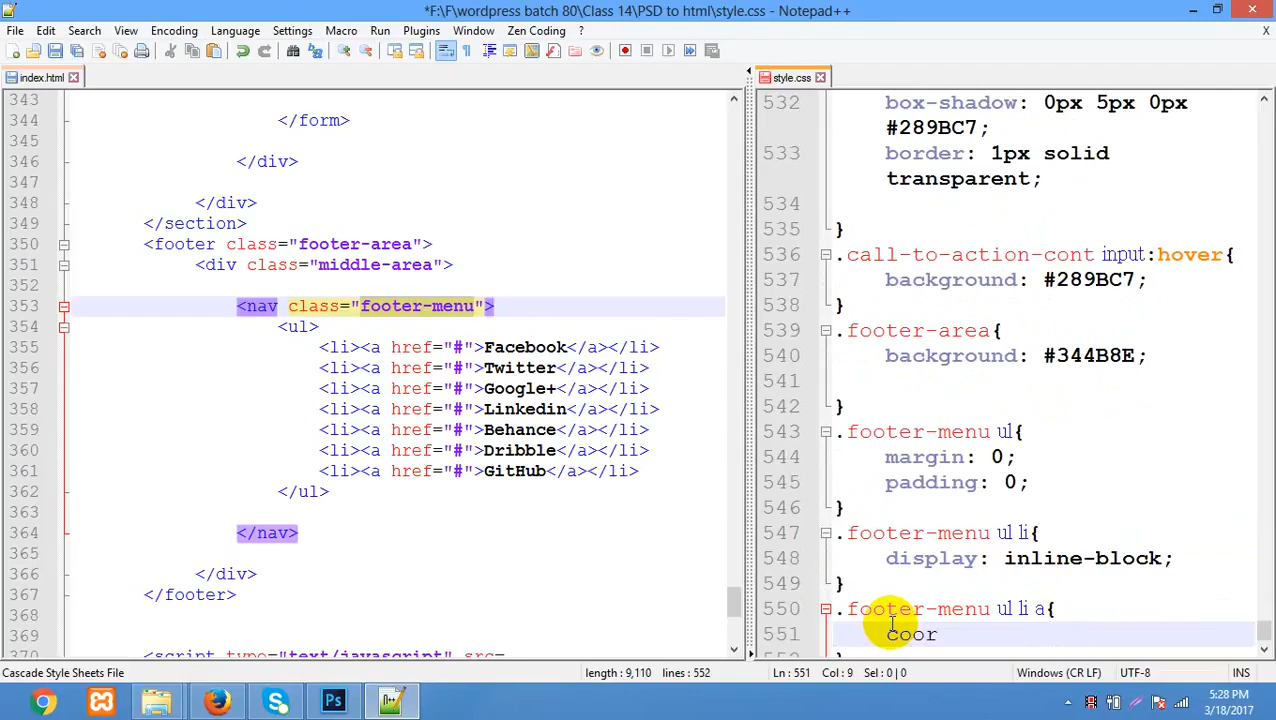 *F:\F\wordpress batch 80\Class 14\PSD to html\style.css - Notepad++
File Edit Search View Encoding Language Settings Macro Run Plugins Window Zen Coding ? X
index.html
343
344 </form>
345
346 </div>
347
348 </div>
349 </section>
350 <footer class="footer-area">
351 <div class="middle-area">
352
353 <nav class="footer-menu">
354 <ul>
355 <li><a href="#">Facebook</a></li>
356 <li><a href="#">Twitter</a></li>
357 <li><a href="#">Google+</a></li>
358 <li><a href="#">Linkedin</a></li>
359 <li><a href="#">Behance</a></li>
360 <li><a href="#">Dribble</a></li>
361 <li><a href="#">GitHub</a></li>
362 </ul>
363
364 </nav>
365
366 </div>
367 </footer>
368
369
370 <script type="text/javascript" src=
style.css
532 box-shadow: 0px 5px 0px
#289BC7;
533 border: 1px solid
transparent;
534
535 }
536 .call-to-action-cont input:hover{
537 background: #289BC7;
538 }
539 .footer-area{
540 background: #344B8E;
541
542 }
543 .footer-menu ul{
544 margin: 0;
545 padding: 0;
546 }
547 .footer-menu ul li{
548 display: inline-block;
549 }
550 .footer-menu ul li a{
551 coor
552 }
Cascade Style Sheets File length : 9,110 lines : 552 Ln : 551 Col : 9 Sel : 0 | 0 Windows (CR LF) UTF-8 INS
5:28 PM
3/18/2017